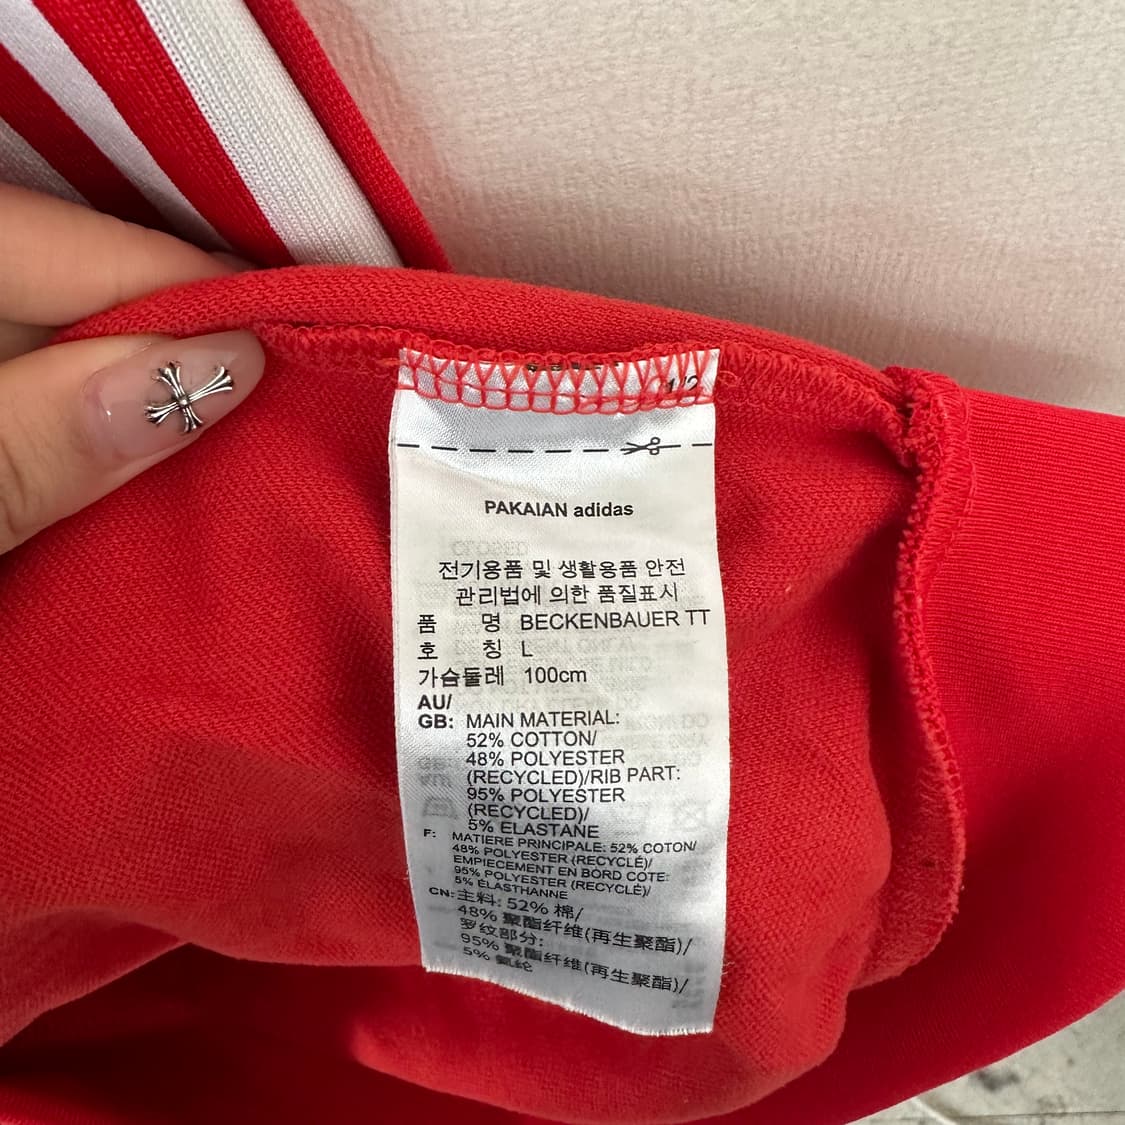 1/2
PAKAIAN adidas
전기용품 및 생활용품 안전
관리법에 의한 품질표시
품 명 BECKENBAUER TT
호 칭 L
가슴둘레 100cm
AU/
GB: MAIN MATERIAL:
52% COTTON/
48% POLYESTER
(RECYCLED)/RIB PART:
95% POLYESTER
(RECYCLED)/
5% ELASTANE
F: MATIERE PRINCIPALE: 52% COTON/
48% POLYESTER (RECYCLÉ)/
EMPIECEMENT EN BORD COTE:
95% POLYESTER (RECYCLÉ)/
5% ÉLASTHANNE
CN: 主料: 52% 棉/
48% 聚酯纤维(再生聚酯)/
罗纹部分:
95% 聚酯纤维(再生聚酯)/
5% 氨纶